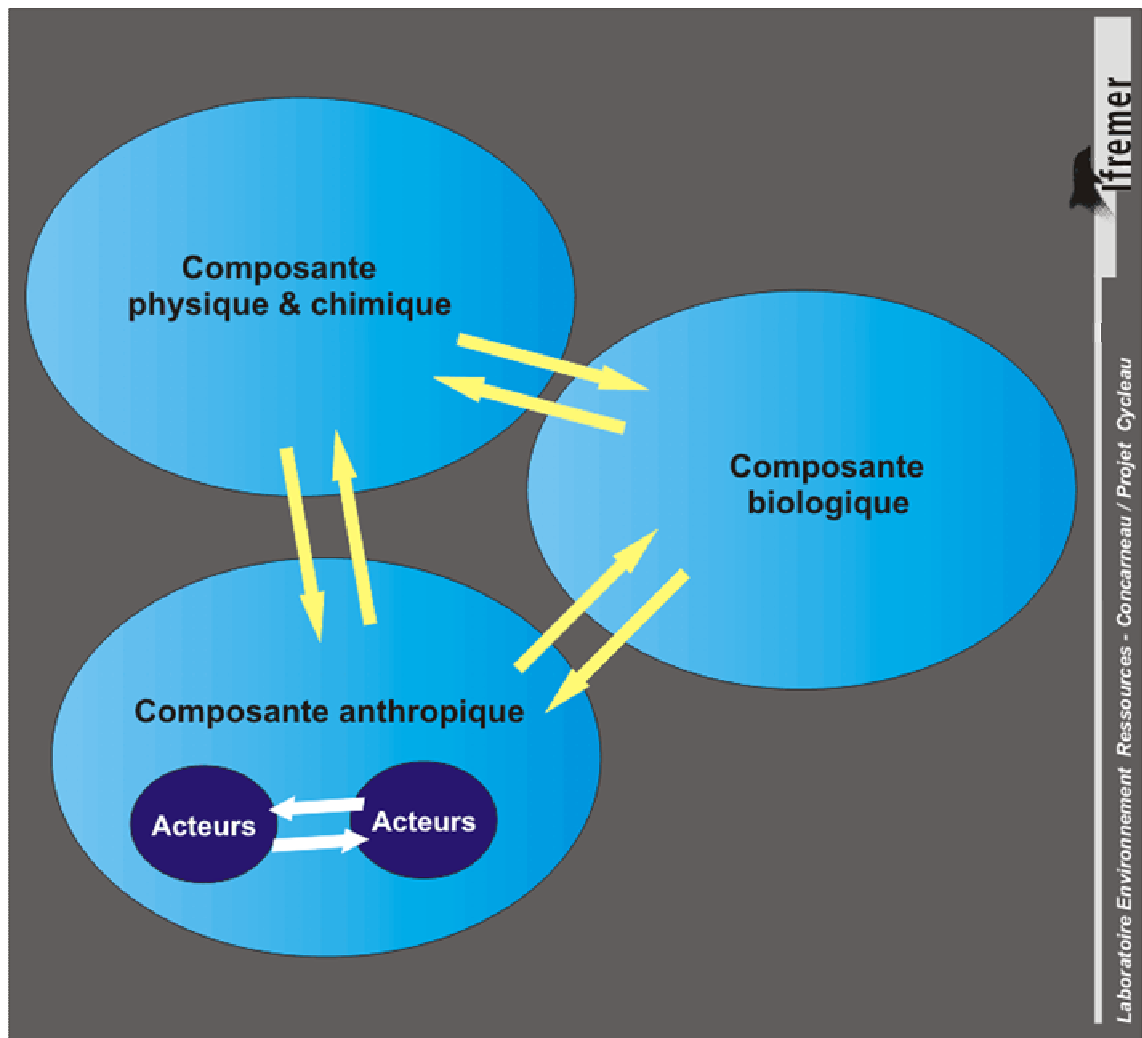 Composante
physique & chimique
Composante
biologique
Composante anthropique
Acteurs
Acteurs
Ifremer
Laboratoire Environnement Ressources - Concarneau / Projet Cycleau